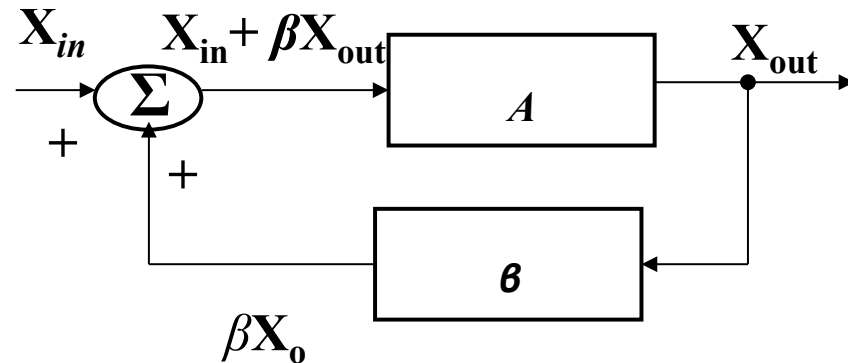 X_in
X_in + βX_out
X_out
Σ
A
+
+
β
βX_o